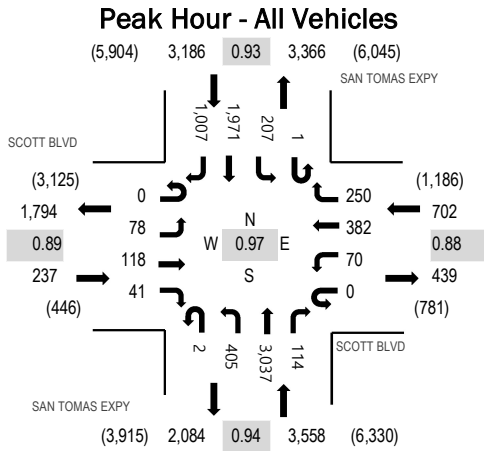 Peak Hour - All Vehicles
(5,904) 3,186 0.93 3,366 (6,045)
SAN TOMAS EXPY
1,007 1,971 207 1
SCOTT BLVD
(3,125) (1,186)
0 250
1,794 702
78 N 382
0.89 W 0.97 E 0.88
118 S 70
237 439
41 0
(446) (781)
2 405 3,037 114
SCOTT BLVD
SAN TOMAS EXPY
(3,915) 2,084 0.94 3,558 (6,330)